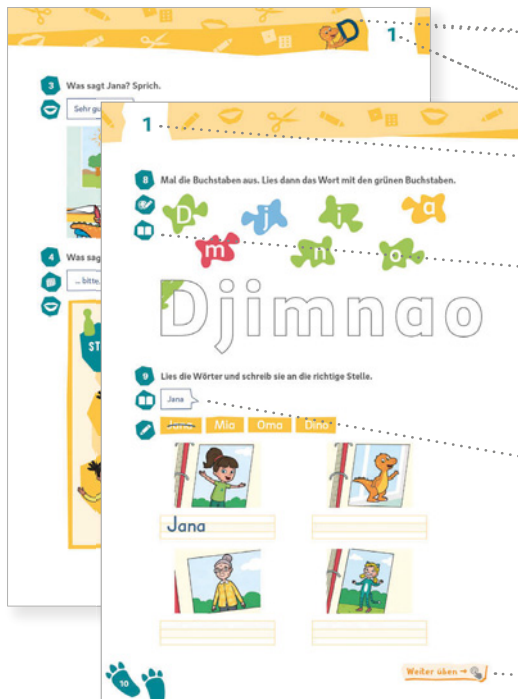 D
1
3 Was sagt Jana? Sprich.
Sehr gu
4 Was sag
... bitte.
ST
1
8 Mal die Buchstaben aus. Lies dann das Wort mit den grünen Buchstaben.
D j i a
m n o
Djimnao
9 Lies die Wörter und schreib sie an die richtige Stelle.
Jana
Jana Mia Oma Dino
Jana
10
Weiter üben →